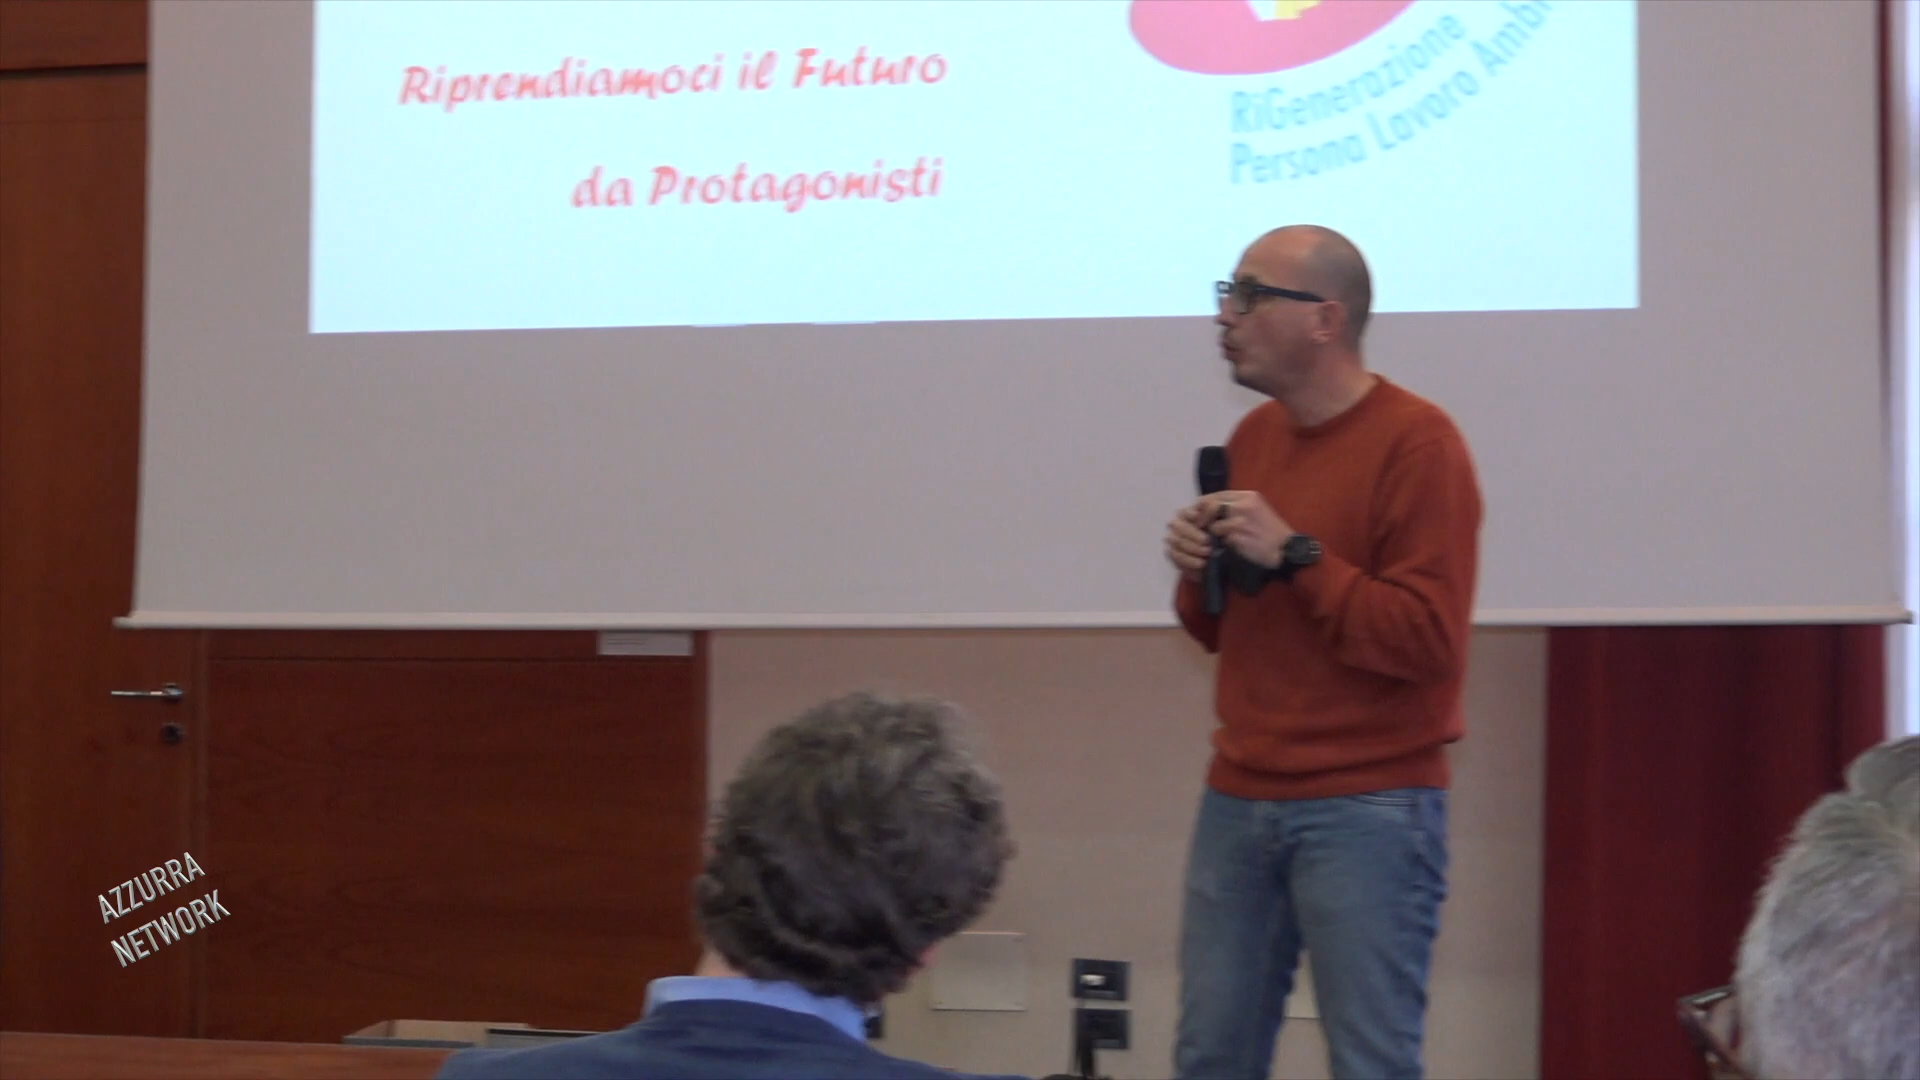 Riprendiamoci il Futuro
da Protagonisti
RiGenerazione
Persona Lavoro
AZZURRA
NETWORK